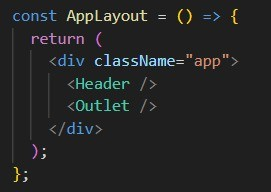 const AppLayout = () => {
  return (
    <div className="app">
      <Header />
      <Outlet />
    </div>
  );
};